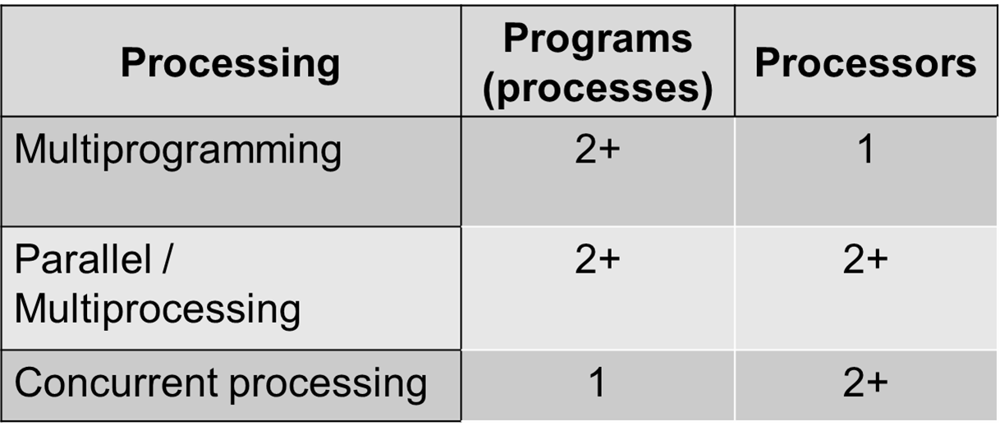 Processing
Programs
(processes)
Processors
Multiprogramming
2+
1
Parallel /
Multiprocessing
2+
2+
Concurrent processing
1
2+